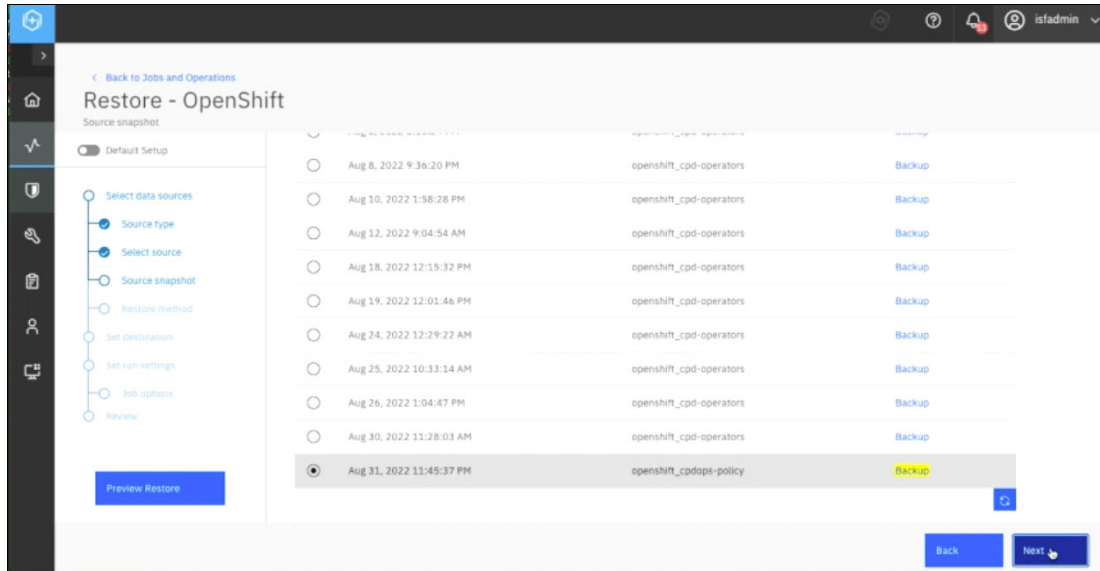 isfadmin
53
Back to Jobs and Operations
Restore - OpenShift
Source snapshot
Default Setup
Select data sources
Source type
Select source
Source snapshot
Restore method
Set destination
Set run settings
Job options
Review
Preview Restore
Aug 8, 2022 9:36:20 PM openshift_cpd-operators Backup
Aug 10, 2022 1:58:28 PM openshift_cpd-operators Backup
Aug 12, 2022 9:04:54 AM openshift_cpd-operators Backup
Aug 18, 2022 12:15:32 PM openshift_cpd-operators Backup
Aug 19, 2022 12:01:46 PM openshift_cpd-operators Backup
Aug 24, 2022 12:29:22 AM openshift_cpd-operators Backup
Aug 25, 2022 10:33:14 AM openshift_cpd-operators Backup
Aug 26, 2022 1:04:47 PM openshift_cpd-operators Backup
Aug 30, 2022 11:28:03 AM openshift_cpd-operators Backup
Aug 31, 2022 11:45:37 PM openshift_cpdops-policy Backup
Back
Next